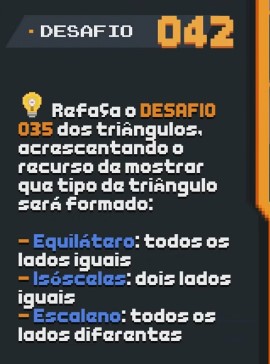 - DESAFIO 042
Refaça o DESAFIO
035 dos triângulos,
acrescentando o
recurso de mostrar
que tipo de triângulo
será formado:
- Equilátero: todos os
lados iguais
- Isósceles: dois lados
iguais
- Escaleno: todos os
lados diferentes